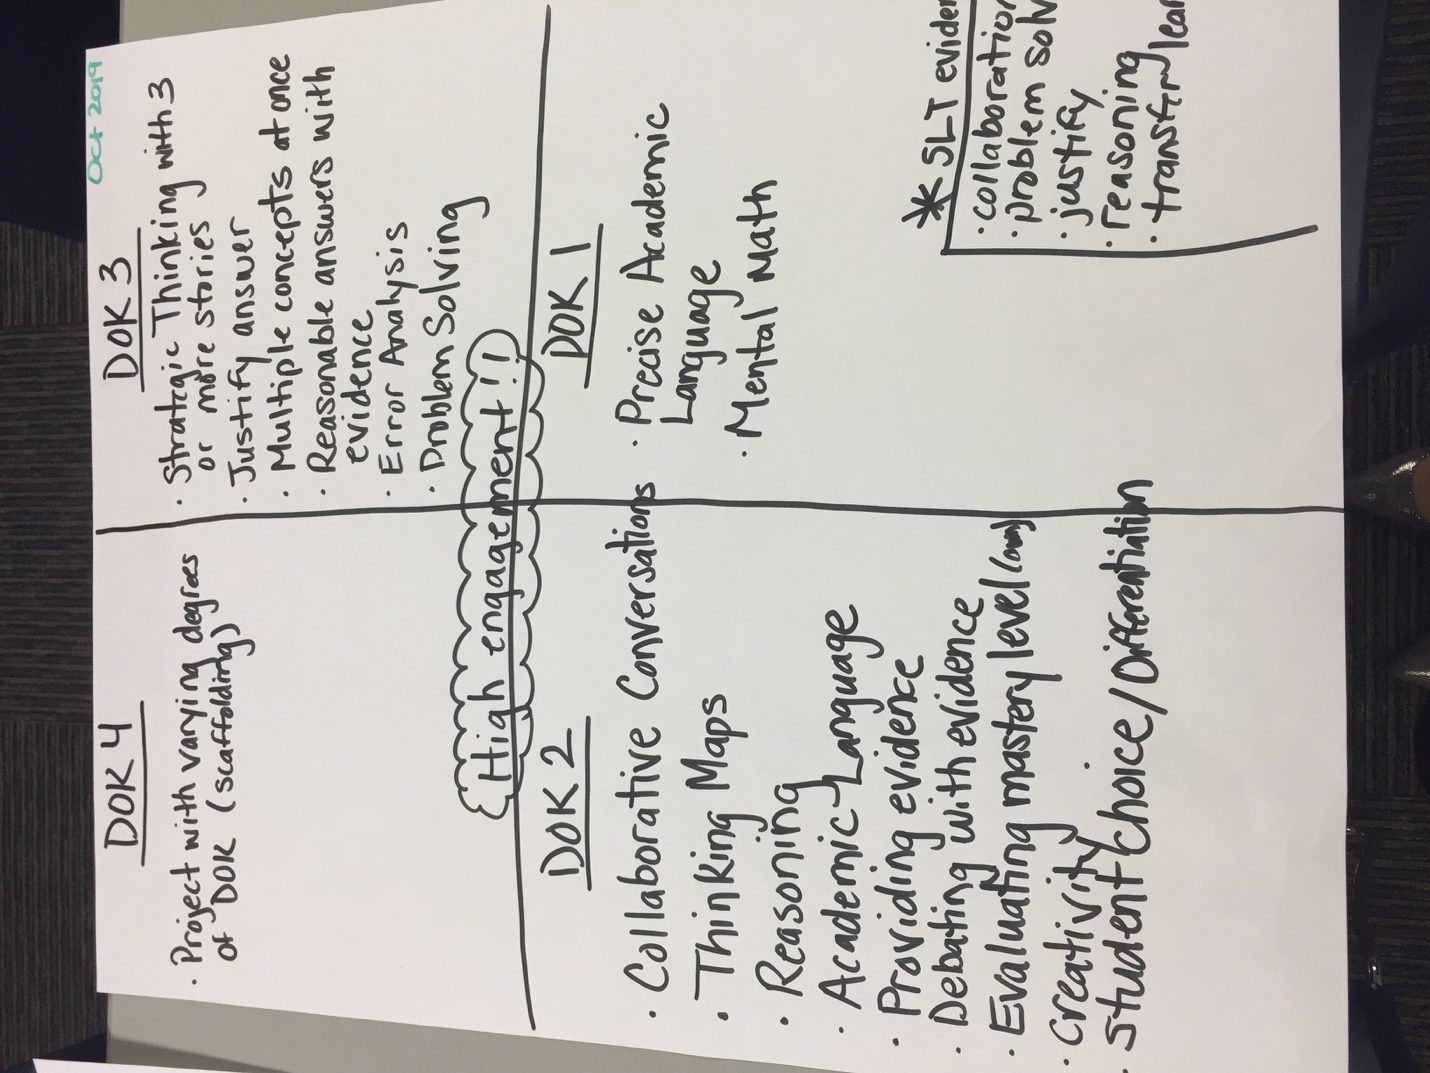 Oct 2019
DOK 4
· Project with varying degrees
of DOK (scaffolding)
DOK 3
· Strategic Thinking with 3
or more stories
· Justify answer
· Multiple concepts at once
· Reasonable answers with
evidence
· Error Analysis
· Problem Solving
High engagement!!
DOK 2
· Collaborative Conversations
· Thinking Maps
· Reasoning
· Academic Language
· Providing evidence
· Debating with evidence
· Evaluating mastery level
· Creativity
· Student Choice/Differentiation
DOK 1
· Precise Academic
Language
· Mental Math
* SLT eviden
· collaboration
· problem solv
· justify
· reasoning
· transfer lear